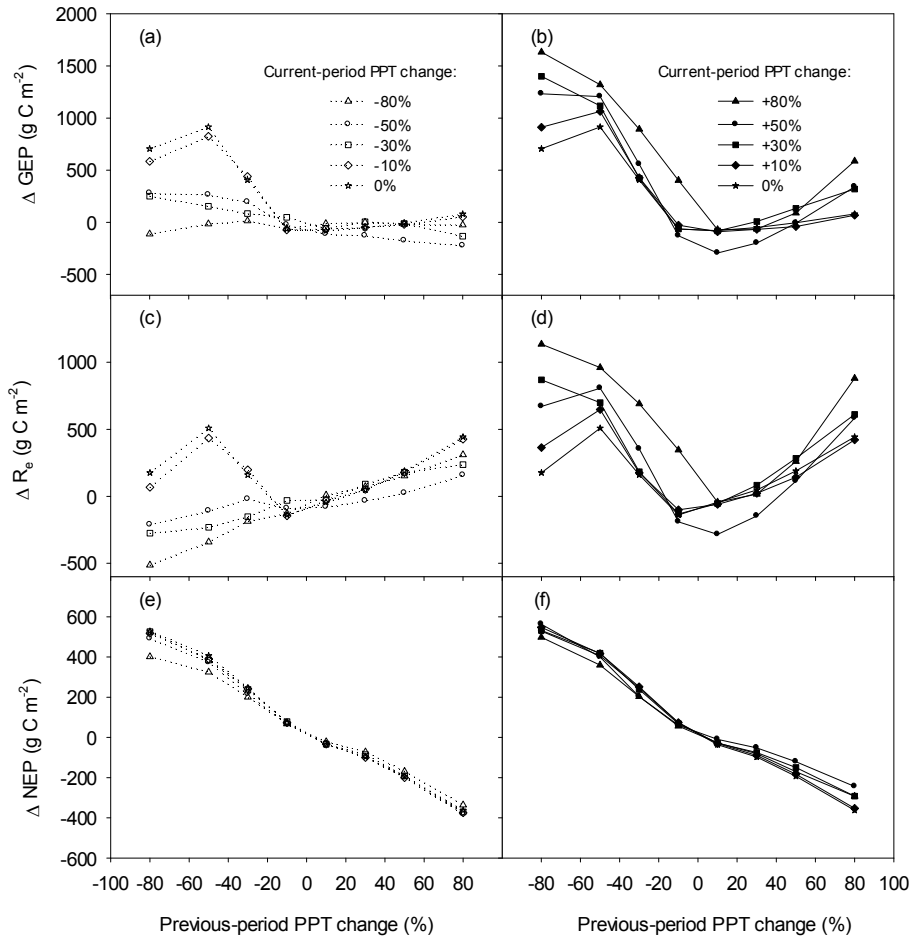 (a)
(b)
Current-period PPT change:
-80%
-50%
-30%
-10%
0%
Current-period PPT change:
+80%
+50%
+30%
+10%
0%
Δ GEP (g C m-2)
2000
1500
1000
500
0
-500
(c)
(d)
Δ Re (g C m-2)
1000
500
0
-500
(e)
(f)
Δ NEP (g C m-2)
600
400
200
0
-200
-400
-600
-100 -80 -60 -40 -20 0 20 40 60 80
-80 -60 -40 -20 0 20 40 60 80 100
Previous-period PPT change (%)
Previous-period PPT change (%)